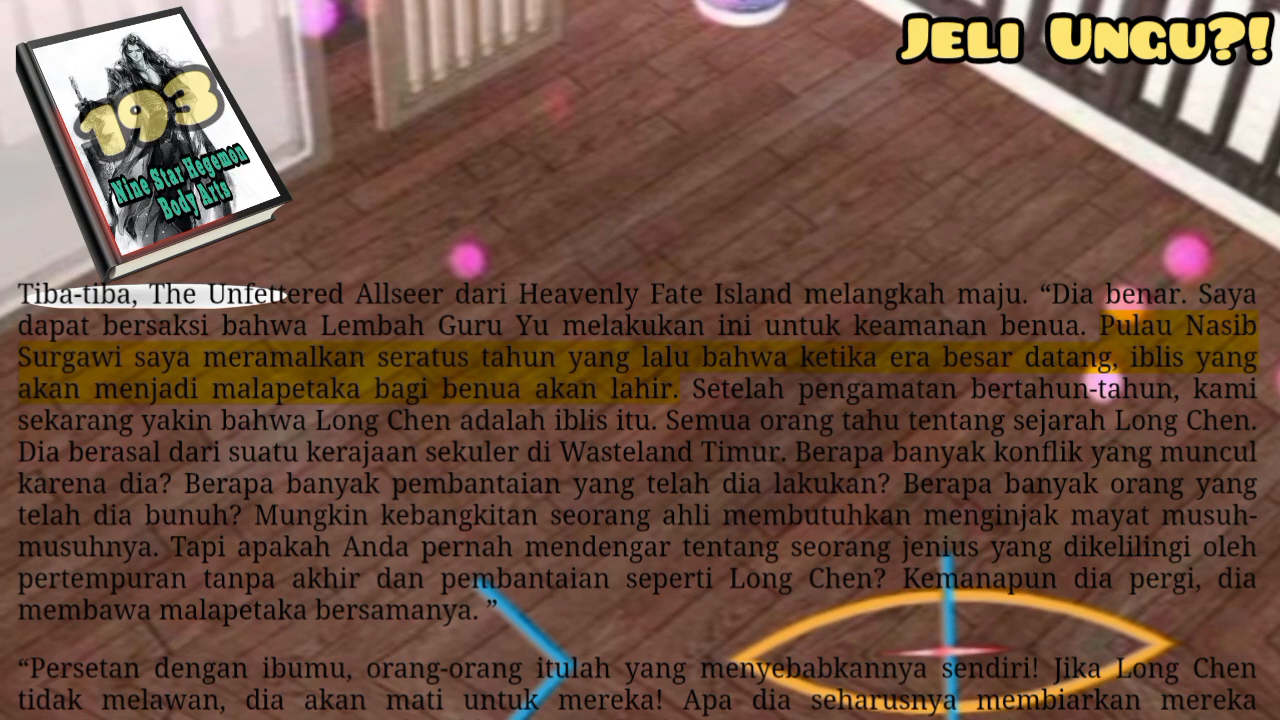 JELI UNGU?!
193
Nine Star Hegemon
Body Arts
Tiba-tiba, The Unfettered Allseer dari Heavenly Fate Island melangkah maju. “Dia benar. Saya
dapat bersaksi bahwa Lembah Guru Yu melakukan ini untuk keamanan benua. Pulau Nasib
Surgawi saya meramalkan seratus tahun yang lalu bahwa ketika era besar datang, iblis yang
akan menjadi malapetaka bagi benua akan lahir. Setelah pengamatan bertahun-tahun, kami
sekarang yakin bahwa Long Chen adalah iblis itu. Semua orang tahu tentang sejarah Long Chen.
Dia berasal dari suatu kerajaan sekuler di Wasteland Timur. Berapa banyak konflik yang muncul
karena dia? Berapa banyak pembantaian yang telah dia lakukan? Berapa banyak orang yang
telah dia bunuh? Mungkin kebangkitan seorang ahli membutuhkan menginjak mayat musuh-
musuhnya. Tapi apakah Anda pernah mendengar tentang seorang jenius yang dikelilingi oleh
pertempuran tanpa akhir dan pembantaian seperti Long Chen? Kemanapun dia pergi, dia
membawa malapetaka bersamanya. ”
“Persetan dengan ibumu, orang-orang itulah yang menyebabkannya sendiri! Jika Long Chen
tidak melawan, dia akan mati untuk mereka! Apa dia seharusnya membiarkan mereka